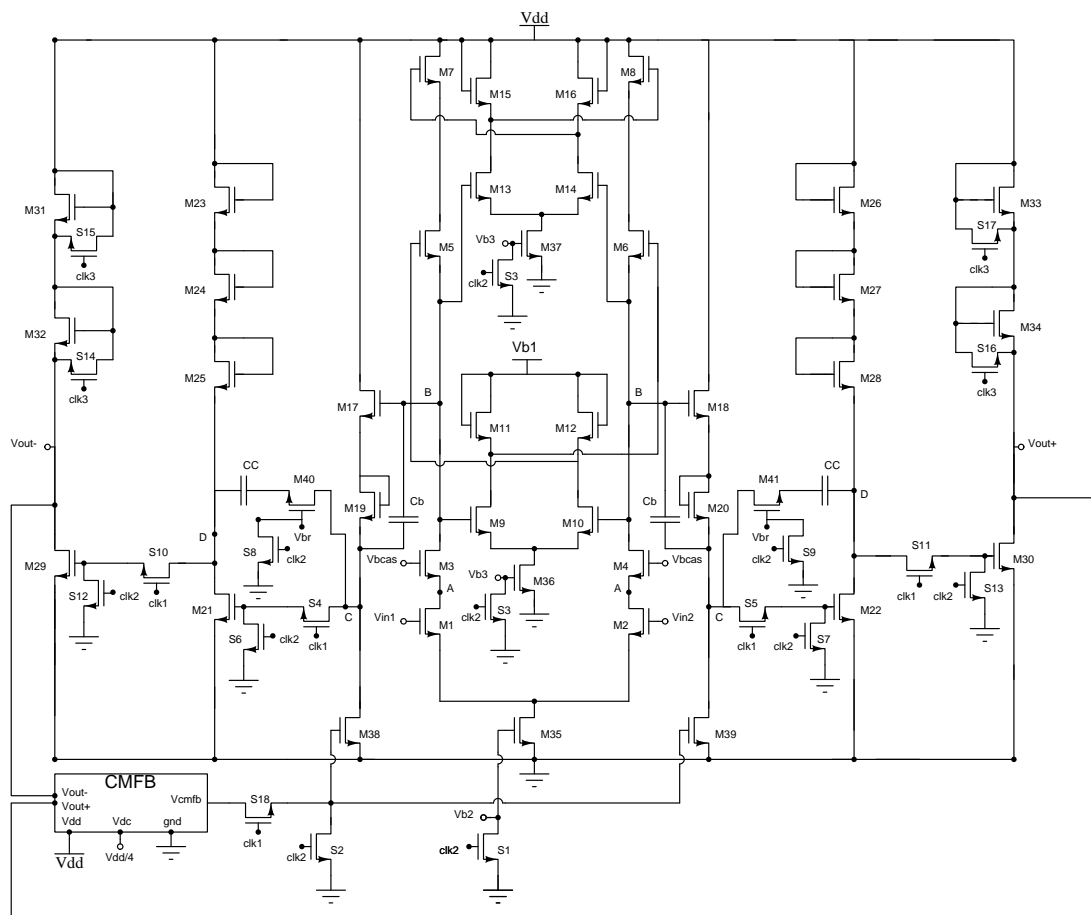 Vdd
M7
M8
M15
M16
M31
S15
clk3
M23
M13
M14
M26
M33
S17
clk3
M5
Vb3
M37
M6
clk2
S3
M24
M27
M32
S14
clk3
M34
S16
clk3
Vb1
M25
M28
M17
B
B
M18
M11
M12
Vout-
Vout+
CC
M40
M19
Cb
M9
M10
Cb
M20
M41
CC
D
D
Vbr
S8
clk2
Vbr
S9
clk2
S10
clk1
S11
clk1
M29
S12
clk2
M21
S4
clk1
C
Vbcas
M3
A
Vb3
M36
clk2
S3
M4
Vbcas
A
C
S5
clk1
M22
M30
clk2
S13
S6
clk2
Vin1
M1
M2
Vin2
clk2
S7
M38
M35
M39
CMFB
Vout-
Vout+
Vcmfb
Vdd
Vdc
gnd
Vdd
Vdd/4
S18
clk1
clk2
S2
Vb2
clk2
S1